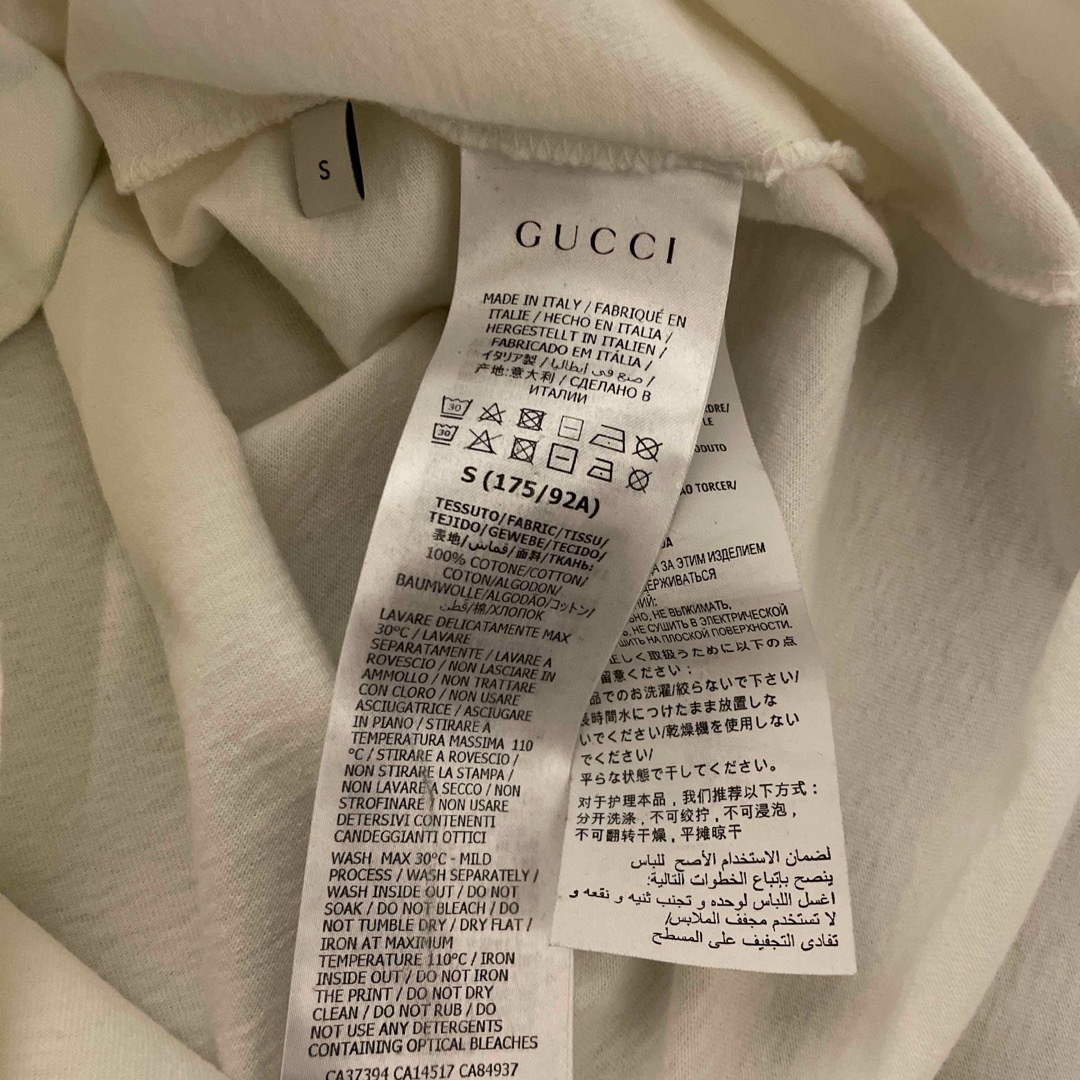 S
GUCCI
MADE IN ITALY / FABRIQUÉ EN
ITALIE / HECHO EN ITALIA /
HERGESTELLT IN ITALIEN /
FABRICADO EM ITÁLIA /
イタリア製 / صنع في إيطاليا /
产地:意大利 / СДЕЛАНО В
ИТАЛИИ
30
30
S (175/92A)
TESSUTO/FABRIC/TISSU/
TEJIDO/GEWEBE/TECIDO/
表地/قماش/面料/ТКАНЬ:
100% COTONE/COTTON/
COTON/ALGODON/
BAUMWOLLE/ALGODÃO/コットン/
قطن/棉/ХЛОПОК
LAVARE DELICATAMENTE MAX
30°C / LAVARE
SEPARATAMENTE / LAVARE A
ROVESCIO / NON LASCIARE IN
AMMOLLO / NON TRATTARE
CON CLORO / NON USARE
ASCIUGATRICE / ASCIUGARE
IN PIANO / STIRARE A
TEMPERATURA MASSIMA 110
°C / STIRARE A ROVESCIO /
NON STIRARE LA STAMPA /
NON LAVARE A SECCO / NON
STROFINARE / NON USARE
DETERSIVI CONTENENTI
CANDEGGIANTI OTTICI
WASH MAX 30°C - MILD
PROCESS / WASH SEPARATELY /
WASH INSIDE OUT / DO NOT
SOAK / DO NOT BLEACH / DO
NOT TUMBLE DRY / DRY FLAT /
IRON AT MAXIMUM
TEMPERATURE 110°C / IRON
INSIDE OUT / DO NOT IRON
THE PRINT / DO NOT DRY
CLEAN / DO NOT RUB / DO
NOT USE ANY DETERGENTS
CONTAINING OPTICAL BLEACHES
CA37394 CA14517 CA84937
TORCER/
ЗА ЭТИМ ИЗДЕЛИЕМ
НЕ ВЫЖИМАТЬ,
НЕ СУШИТЬ В ЭЛЕКТРИЧЕСКОЙ
НА ПЛОСКОЙ ПОВЕРХНОСТИ.
正しく取扱うために以下の点
留意ください:
品でのお洗濯/絞らないで下さい/
長時間水につけたまま放置しな
いでください/乾燥機を使用しない
でください/
平らな状態で干してください。
对于护理本品，我们推荐以下方式:
分开洗涤，不可绞拧，不可浸泡，
不可翻转干燥，平摊晾干
لضمان الاستخدام الأصح للباس
ينصح بإتباع الخطوات التالية:
اغسل اللباس لوحده و تجنب ثنيه و نقعه و
لا تستخدم مجفف الملابس/
تفادى التجفيف على المسطح